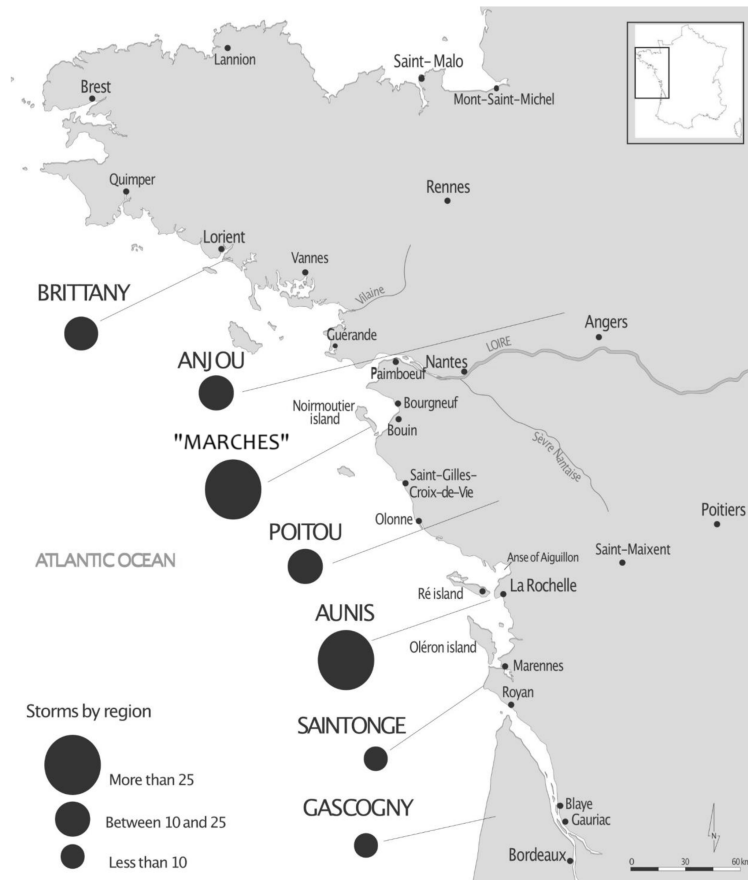 Lannion
Saint-Malo
Brest
Mont-Saint-Michel
Quimper
Rennes
Lorient
Vannes
BRITTANY
Vilaine
Guérande
Angers
ANJOU
LOIRE
Paimboeuf
Nantes
Noirmoutier
island
Bourgneuf
Bouin
"MARCHES"
Sèvre Nantaise
Saint-Gilles-
Croix-de-Vie
Olonne
Poitiers
POITOU
ATLANTIC OCEAN
Anse of Aiguillon
Saint-Maixent
Ré island
La Rochelle
AUNIS
Oléron island
Marennes
Royan
Storms by region
SAINTONGE
More than 25
GASCOGNY
Between 10 and 25
Blaye
Gauriac
Less than 10
Bordeaux
N
0 30 60 km